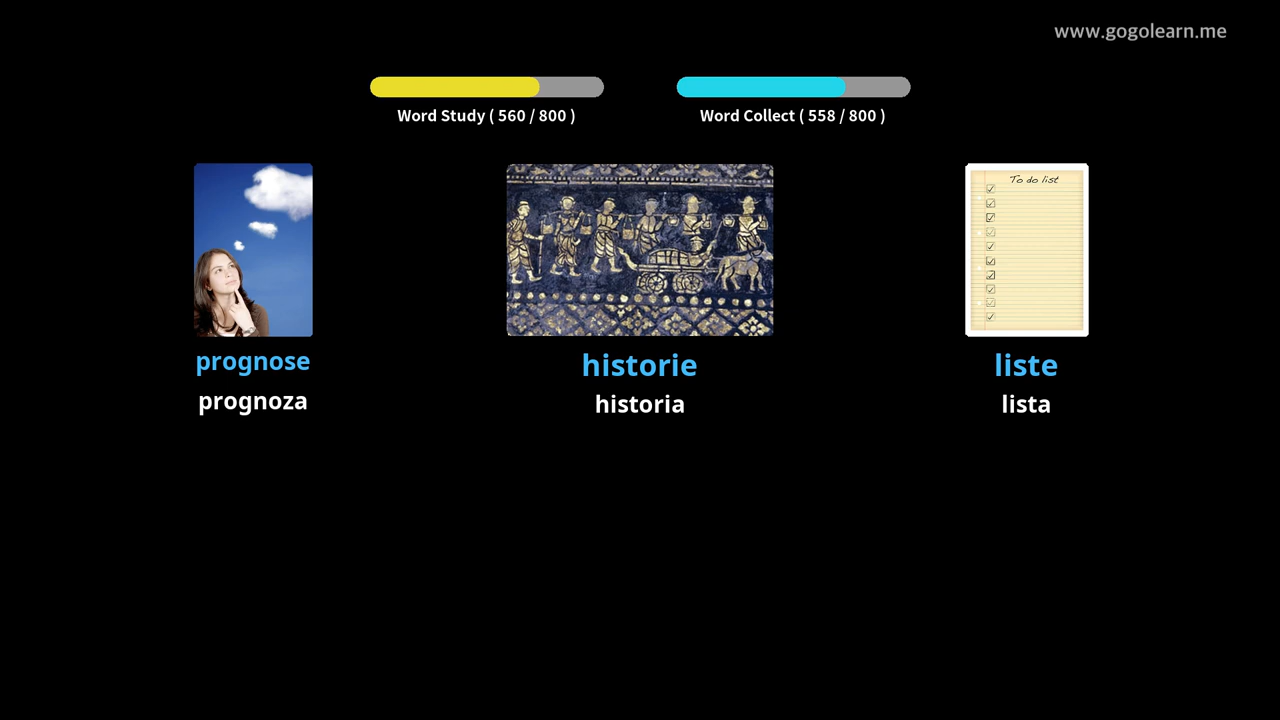 www.gogolearn.me
Word Study ( 560 / 800 )
Word Collect ( 558 / 800 )
To do list
prognose
historie
liste
prognoza
historia
lista